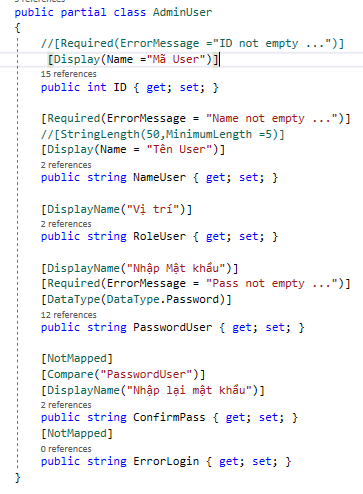 public partial class AdminUser
{
//[Required(ErrorMessage ="ID not empty ...")]
[Display(Name ="Mã User")]
15 references
public int ID { get; set; }
[Required(ErrorMessage = "Name not empty ...")]
//[StringLength(50,MinimumLength =5)]
[Display(Name = "Tên User")]
2 references
public string NameUser { get; set; }
[DisplayName("Vị trí")]
2 references
public string RoleUser { get; set; }
[DisplayName("Nhập Mật khẩu")]
[Required(ErrorMessage = "Pass not empty ...")]
[DataType(DataType.Password)]
12 references
public string PasswordUser { get; set; }
[NotMapped]
[Compare("PasswordUser")]
[DisplayName("Nhập lại mật khẩu")]
2 references
public string ConfirmPass { get; set; }
[NotMapped]
0 references
public string ErrorLogin { get; set; }
}